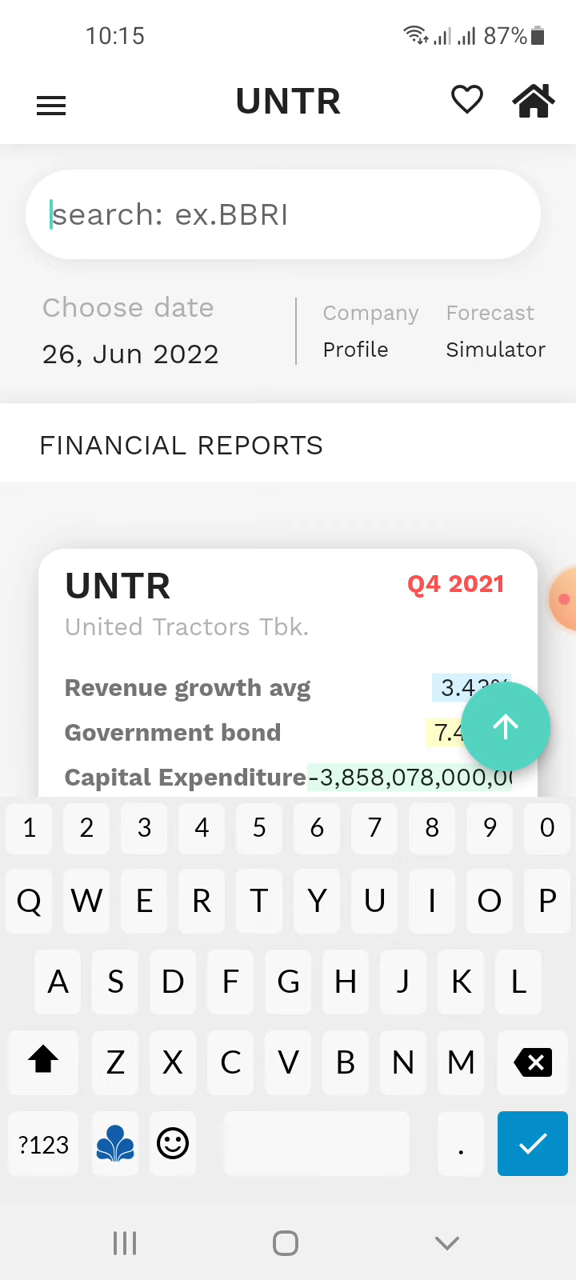 10:15
87%
UNTR
search: ex.BBRI
Choose date
26, Jun 2022
Company
Profile
Forecast
Simulator
FINANCIAL REPORTS
UNTR
Q4 2021
United Tractors Tbk.
Revenue growth avg
Government bond
Capital Expenditure
1 2 3 4 5 6 7 8 9 0
Q W E R T Y U I O P
A S D F G H J K L
Z X C V B N M
?123 .